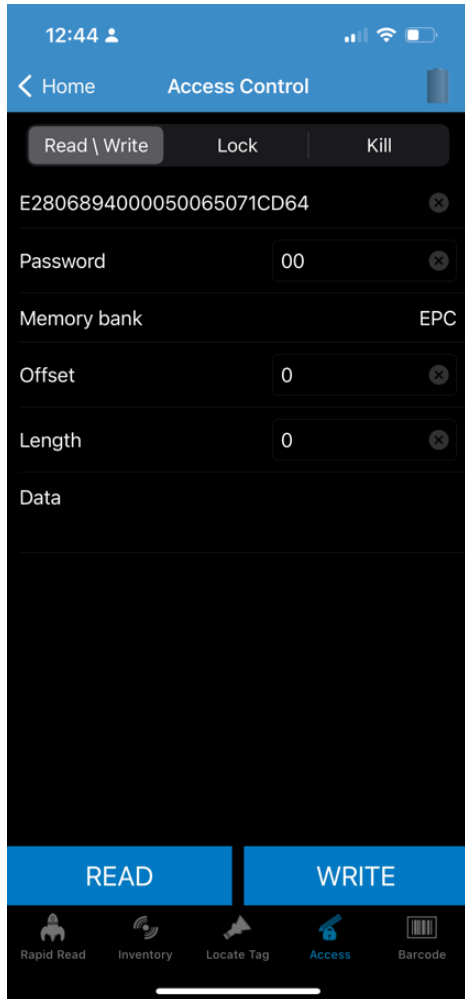 12:44
Home Access Control
Read \ Write Lock Kill
E2806894000050065071CD64
Password 00
Memory bank EPC
Offset 0
Length 0
Data
READ WRITE
Rapid Read Inventory Locate Tag Access Barcode